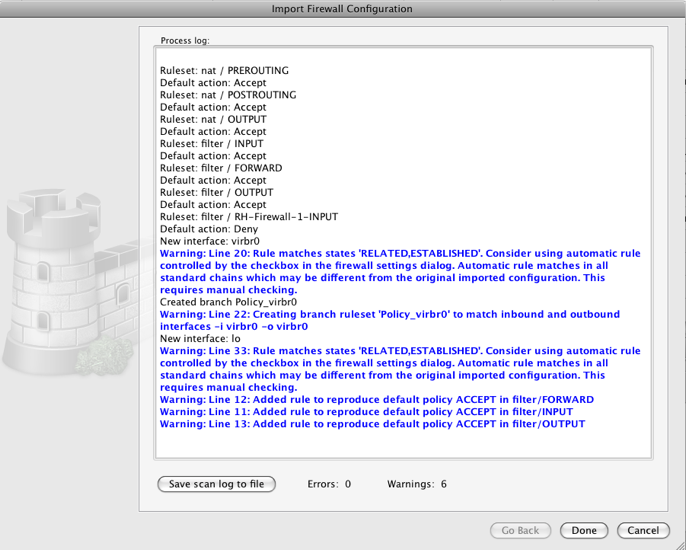 Import Firewall Configuration
Process log:
Ruleset: nat / PREROUTING
Default action: Accept
Ruleset: nat / POSTROUTING
Default action: Accept
Ruleset: nat / OUTPUT
Default action: Accept
Ruleset: filter / INPUT
Default action: Accept
Ruleset: filter / FORWARD
Default action: Accept
Ruleset: filter / OUTPUT
Default action: Accept
Ruleset: filter / RH-Firewall-1-INPUT
Default action: Deny
New interface: virbr0
Warning: Line 20: Rule matches states 'RELATED,ESTABLISHED'. Consider using automatic rule
controlled by the checkbox in the firewall settings dialog. Automatic rule matches in all
standard chains which may be different from the original imported configuration. This
requires manual checking.
Created branch Policy_virbr0
Warning: Line 22: Creating branch ruleset 'Policy_virbr0' to match inbound and outbound
interfaces -i virbr0 -o virbr0
New interface: lo
Warning: Line 33: Rule matches states 'RELATED,ESTABLISHED'. Consider using automatic rule
controlled by the checkbox in the firewall settings dialog. Automatic rule matches in all
standard chains which may be different from the original imported configuration. This
requires manual checking.
Warning: Line 12: Added rule to reproduce default policy ACCEPT in filter/FORWARD
Warning: Line 11: Added rule to reproduce default policy ACCEPT in filter/INPUT
Warning: Line 13: Added rule to reproduce default policy ACCEPT in filter/OUTPUT
Save scan log to file Errors: 0 Warnings: 6
Go Back Done Cancel